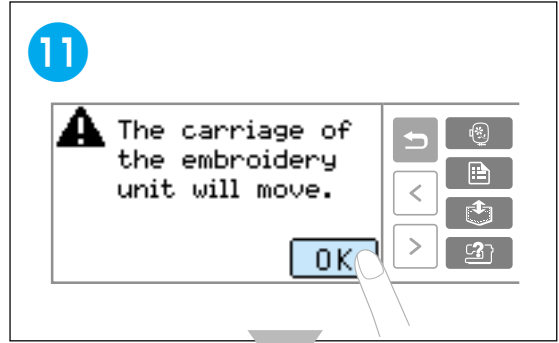 11
The carriage of
the embroidery
unit will move.
OK